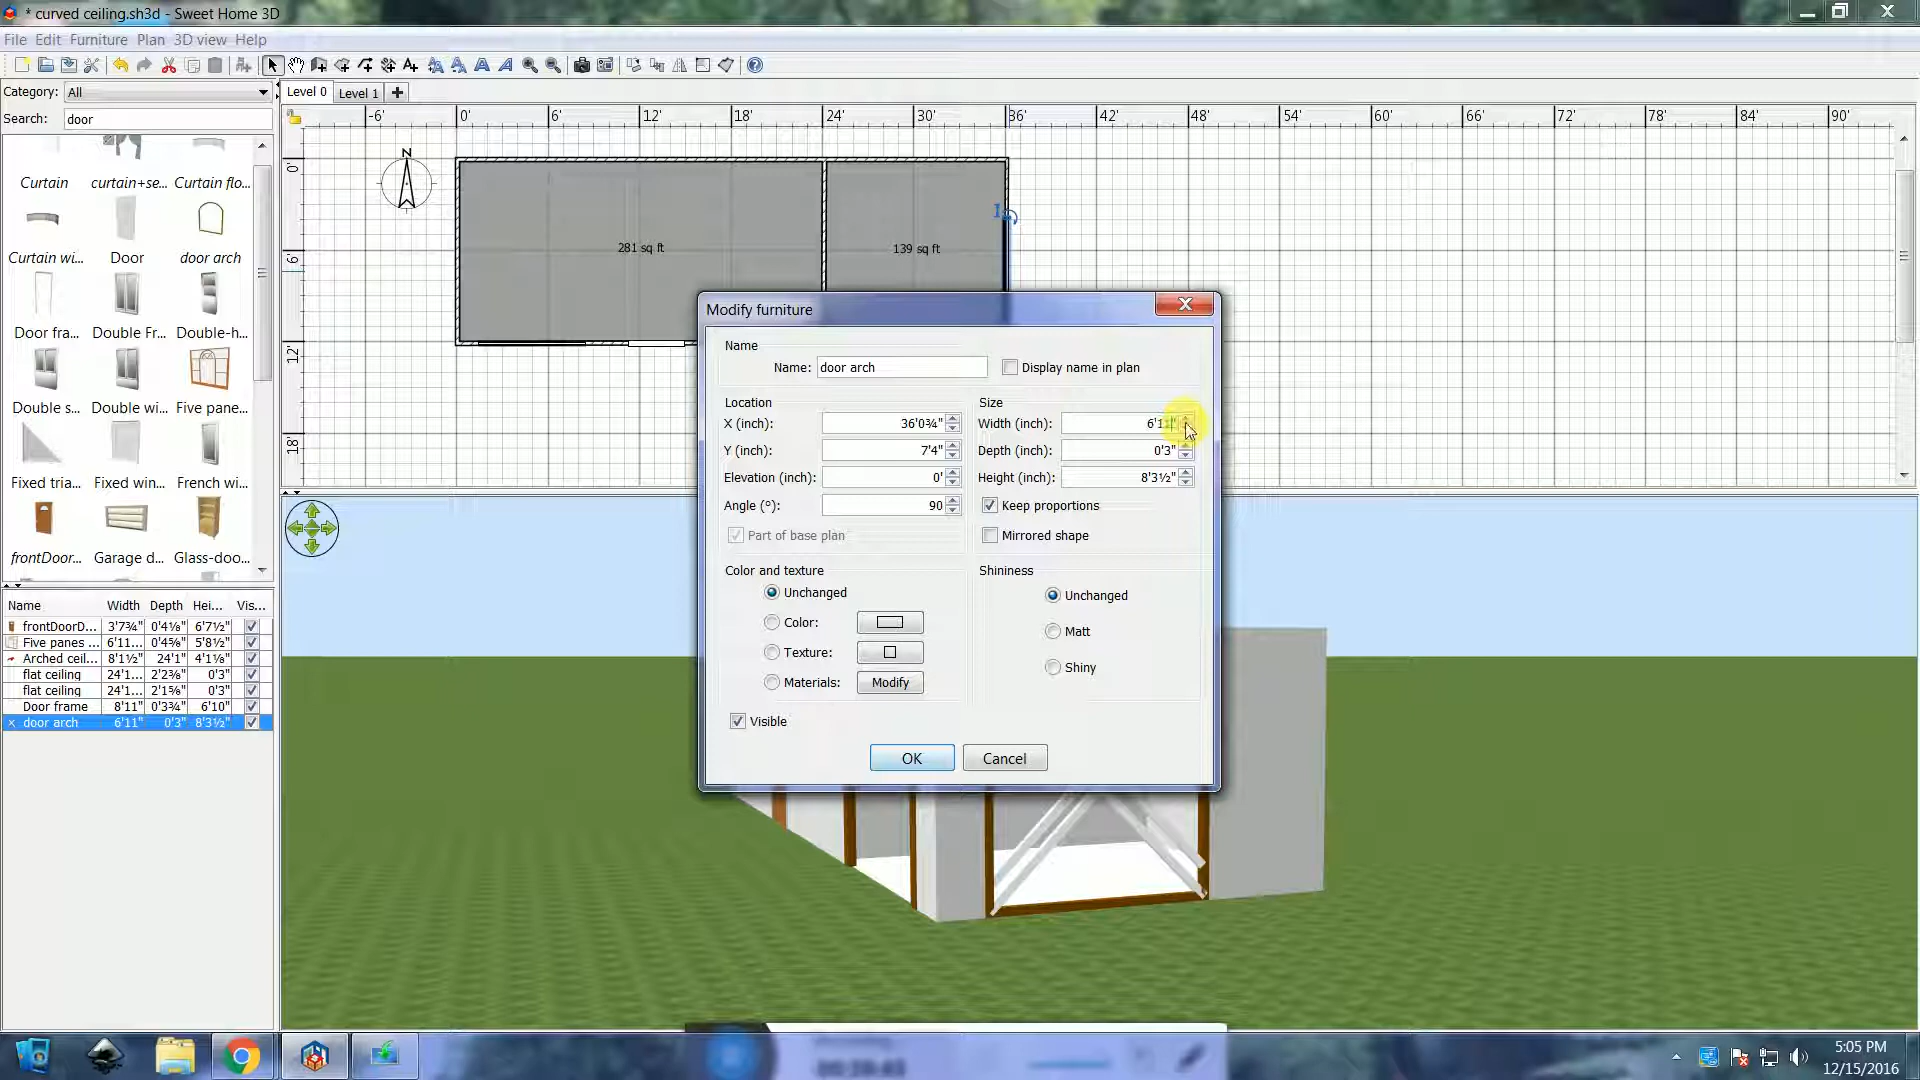 * curved ceiling.sh3d - Sweet Home 3D
File Edit Furniture Plan 3D view Help
Category: All
Level 0 Level 1
Search: door
-6' 0' 6' 12' 18' 24' 30' 36' 42' 48' 54' 60' 66' 72' 78' 84' 90'
0'
6'
12'
18'
N
281 sq ft
139 sq ft
Curtain curtain+se... Curtain flo...
Curtain wi... Door door arch
Door fra... Double Fr... Double-h...
Double s... Double wi... Five pane...
Fixed tria... Fixed win... French wi...
frontDoor... Garage d... Glass-doo...
Name Width Depth Hei... Vis...
frontDoorD... 3'7¾" 0'4⅛" 6'7½"
Five panes ... 6'11... 0'4⅝" 5'8½"
Arched ceil... 8'1½" 24'1" 4'1⅛"
flat ceiling 24'1... 2'2⅜" 0'3"
flat ceiling 24'1... 2'1⅝" 0'3"
Door frame 8'11" 0'3¾" 6'10"
door arch 6'11" 0'3" 8'3½"
Modify furniture
Name
Name: door arch Display name in plan
Location Size
X (inch): 36'0¾" Width (inch): 6'11"
Y (inch): 7'4" Depth (inch): 0'3"
Elevation (inch): 0' Height (inch): 8'3½"
Angle (º): 90 Keep proportions
Part of base plan Mirrored shape
Color and texture Shininess
Unchanged Unchanged
Color: Matt
Texture: Shiny
Materials: Modify
Visible
OK Cancel
5:05 PM
12/15/2016